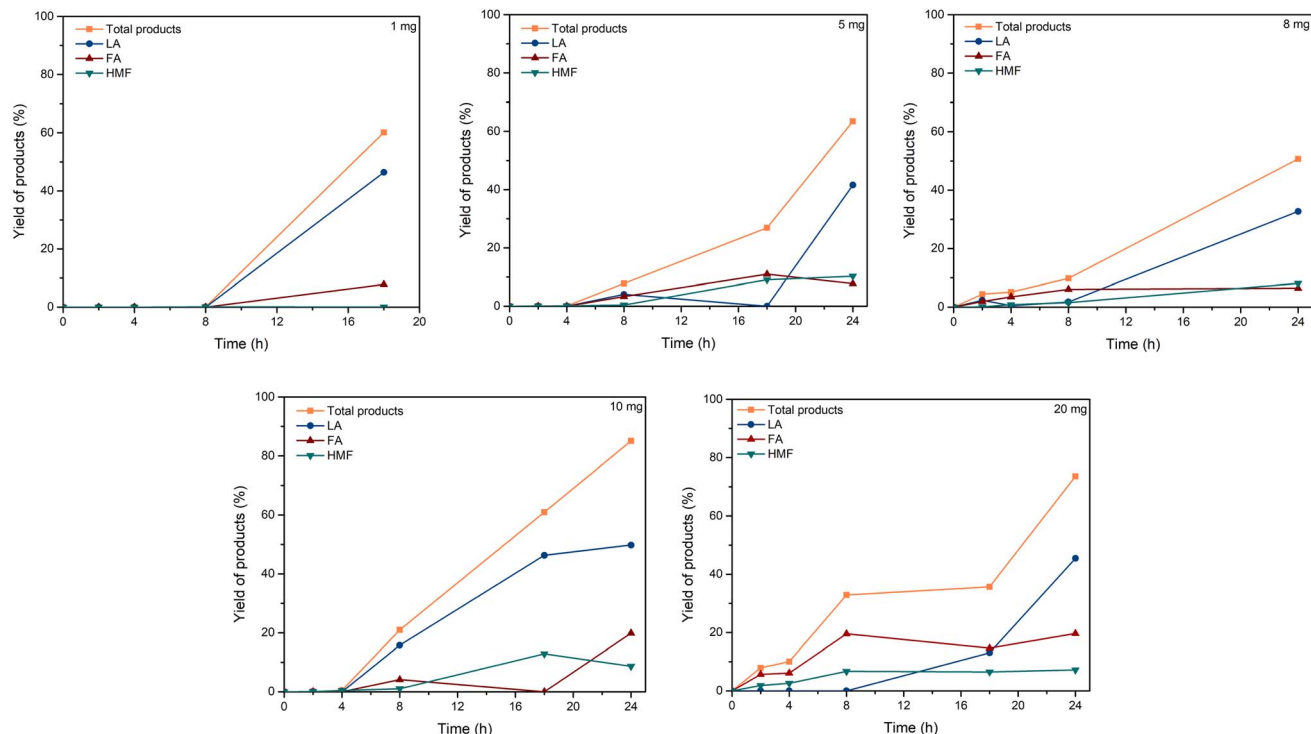 1 mg
Total products
LA
FA
HMF
Yield of products (%)
100
80
60
40
20
0
0 4 8 12 16 20
Time (h)
5 mg
Total products
LA
FA
HMF
Yield of products (%)
100
80
60
40
20
0
0 4 8 12 16 20 24
Time (h)
8 mg
Total products
LA
FA
HMF
Yield of products (%)
100
80
60
40
20
0
0 4 8 12 16 20 24
Time (h)
10 mg
Total products
LA
FA
HMF
Yield of products (%)
100
80
60
40
20
0
0 4 8 12 16 20 24
Time (h)
20 mg
Total products
LA
FA
HMF
Yield of products (%)
100
80
60
40
20
0
0 4 8 12 16 20 24
Time (h)